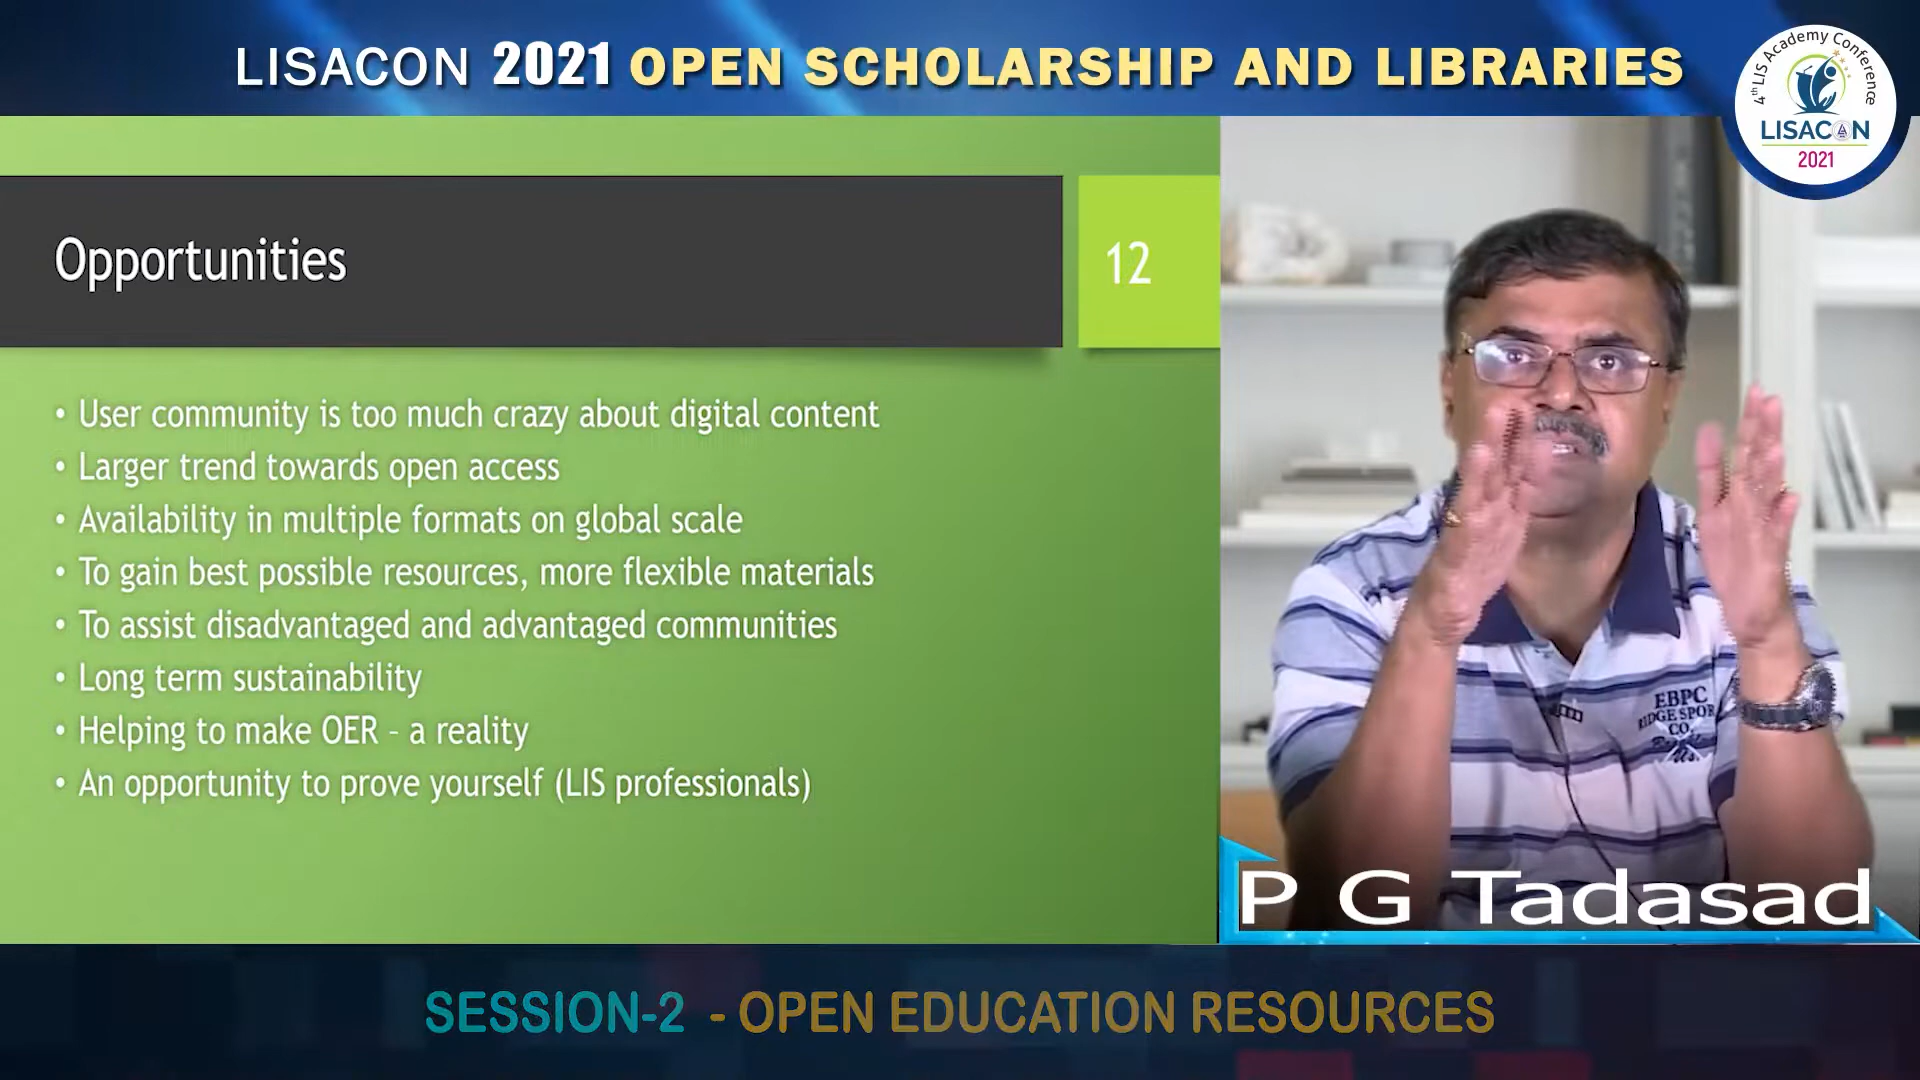 LISACON 2021 OPEN SCHOLARSHIP AND LIBRARIES
4th LIS Academy Conference
LISACON
2021
Opportunities
12
• User community is too much crazy about digital content
• Larger trend towards open access
• Availability in multiple formats on global scale
• To gain best possible resources, more flexible materials
• To assist disadvantaged and advantaged communities
• Long term sustainability
• Helping to make OER – a reality
• An opportunity to prove yourself (LIS professionals)
EBPC
RIDGE SPOR
CO.
P G Tadasad
SESSION-2 - OPEN EDUCATION RESOURCES